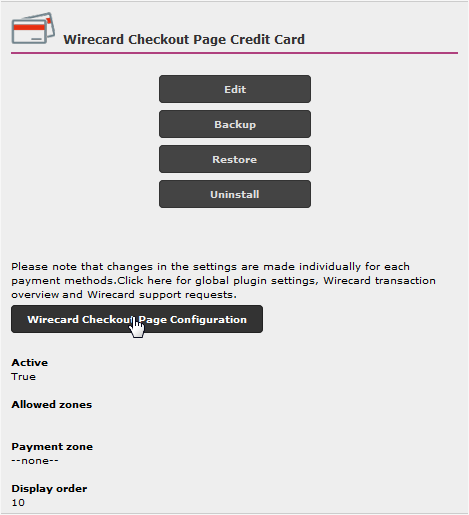 Wirecard Checkout Page Credit Card
Edit
Backup
Restore
Uninstall
Please note that changes in the settings are made individually for each
payment methods.Click here for global plugin settings, Wirecard transaction
overview and Wirecard support requests.
Wirecard Checkout Page Configuration
Active
True
Allowed zones
Payment zone
--none--
Display order
10